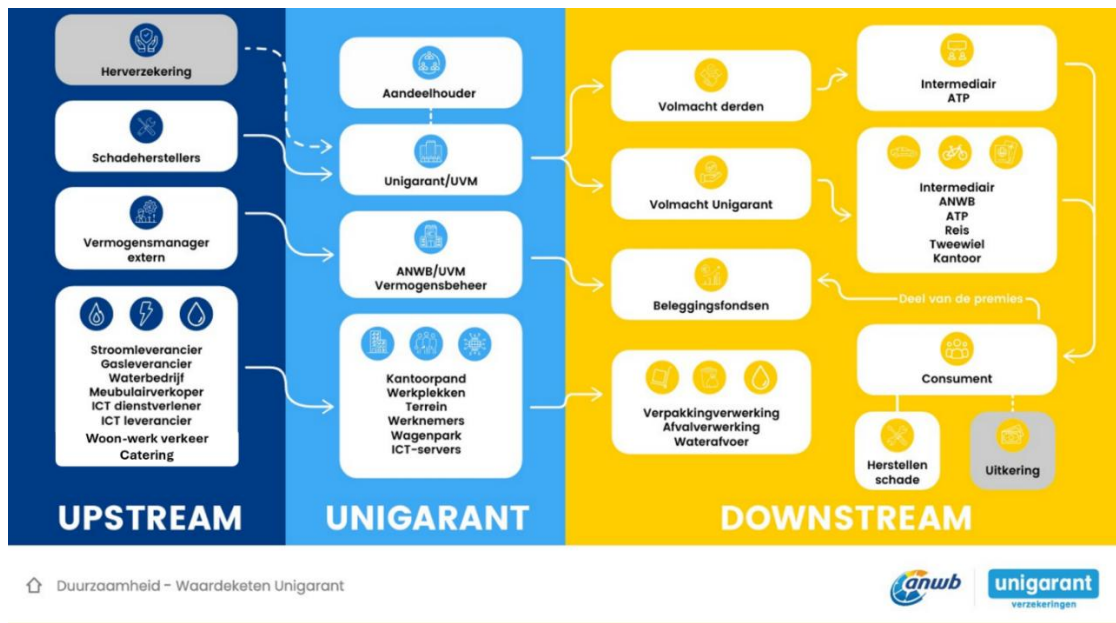 Herverzekering
Schadeherstellers
Vermogensmanager
extern
Stroomleverancier
Gasleverancier
Waterbedrijf
Meubulairverkoper
ICT dienstverlener
ICT leverancier
Woon-werk verkeer
Catering
UPSTREAM
Aandeelhouder
Unigarant/UVM
ANWB/UVM
Vermogensbeheer
Kantoorpand
Werkplekken
Terrein
Werknemers
Wagenpark
ICT-servers
UNIGARANT
Volmacht derden
Volmacht Unigarant
Beleggingsfondsen
Verpakkingverwerking
Afvalverwerking
Waterafvoer
Intermediair
ATP
Intermediair
ANWB
ATP
Reis
Tweewiel
Kantoor
Deel van de premies
Consument
Herstellen
schade
Uitkering
DOWNSTREAM
Duurzaamheid - Waardeketen Unigarant
anwb
unigarant
verzekeringen